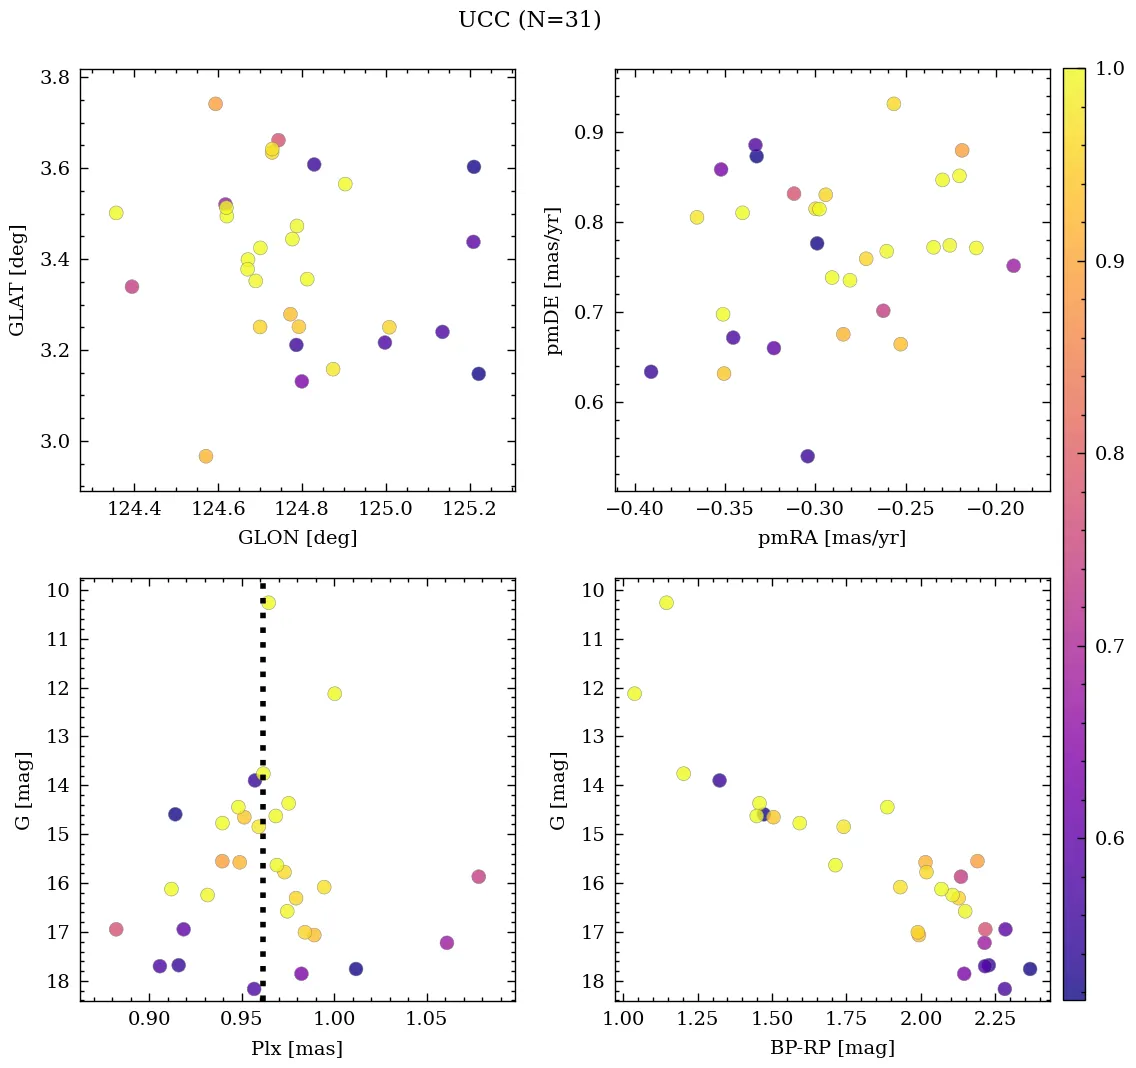 UCC (N=31)
3.8
3.6
3.4
3.2
3.0
GLAT [deg]
124.4 124.6 124.8 125.0 125.2
GLON [deg]
0.9
0.8
0.7
0.6
pmDE [mas/yr]
−0.40 −0.35 −0.30 −0.25 −0.20
pmRA [mas/yr]
10
11
12
13
14
15
16
17
18
G [mag]
0.90 0.95 1.00 1.05
Plx [mas]
10
11
12
13
14
15
16
17
18
G [mag]
1.00 1.25 1.50 1.75 2.00 2.25
BP-RP [mag]
1.0
0.9
0.8
0.7
0.6